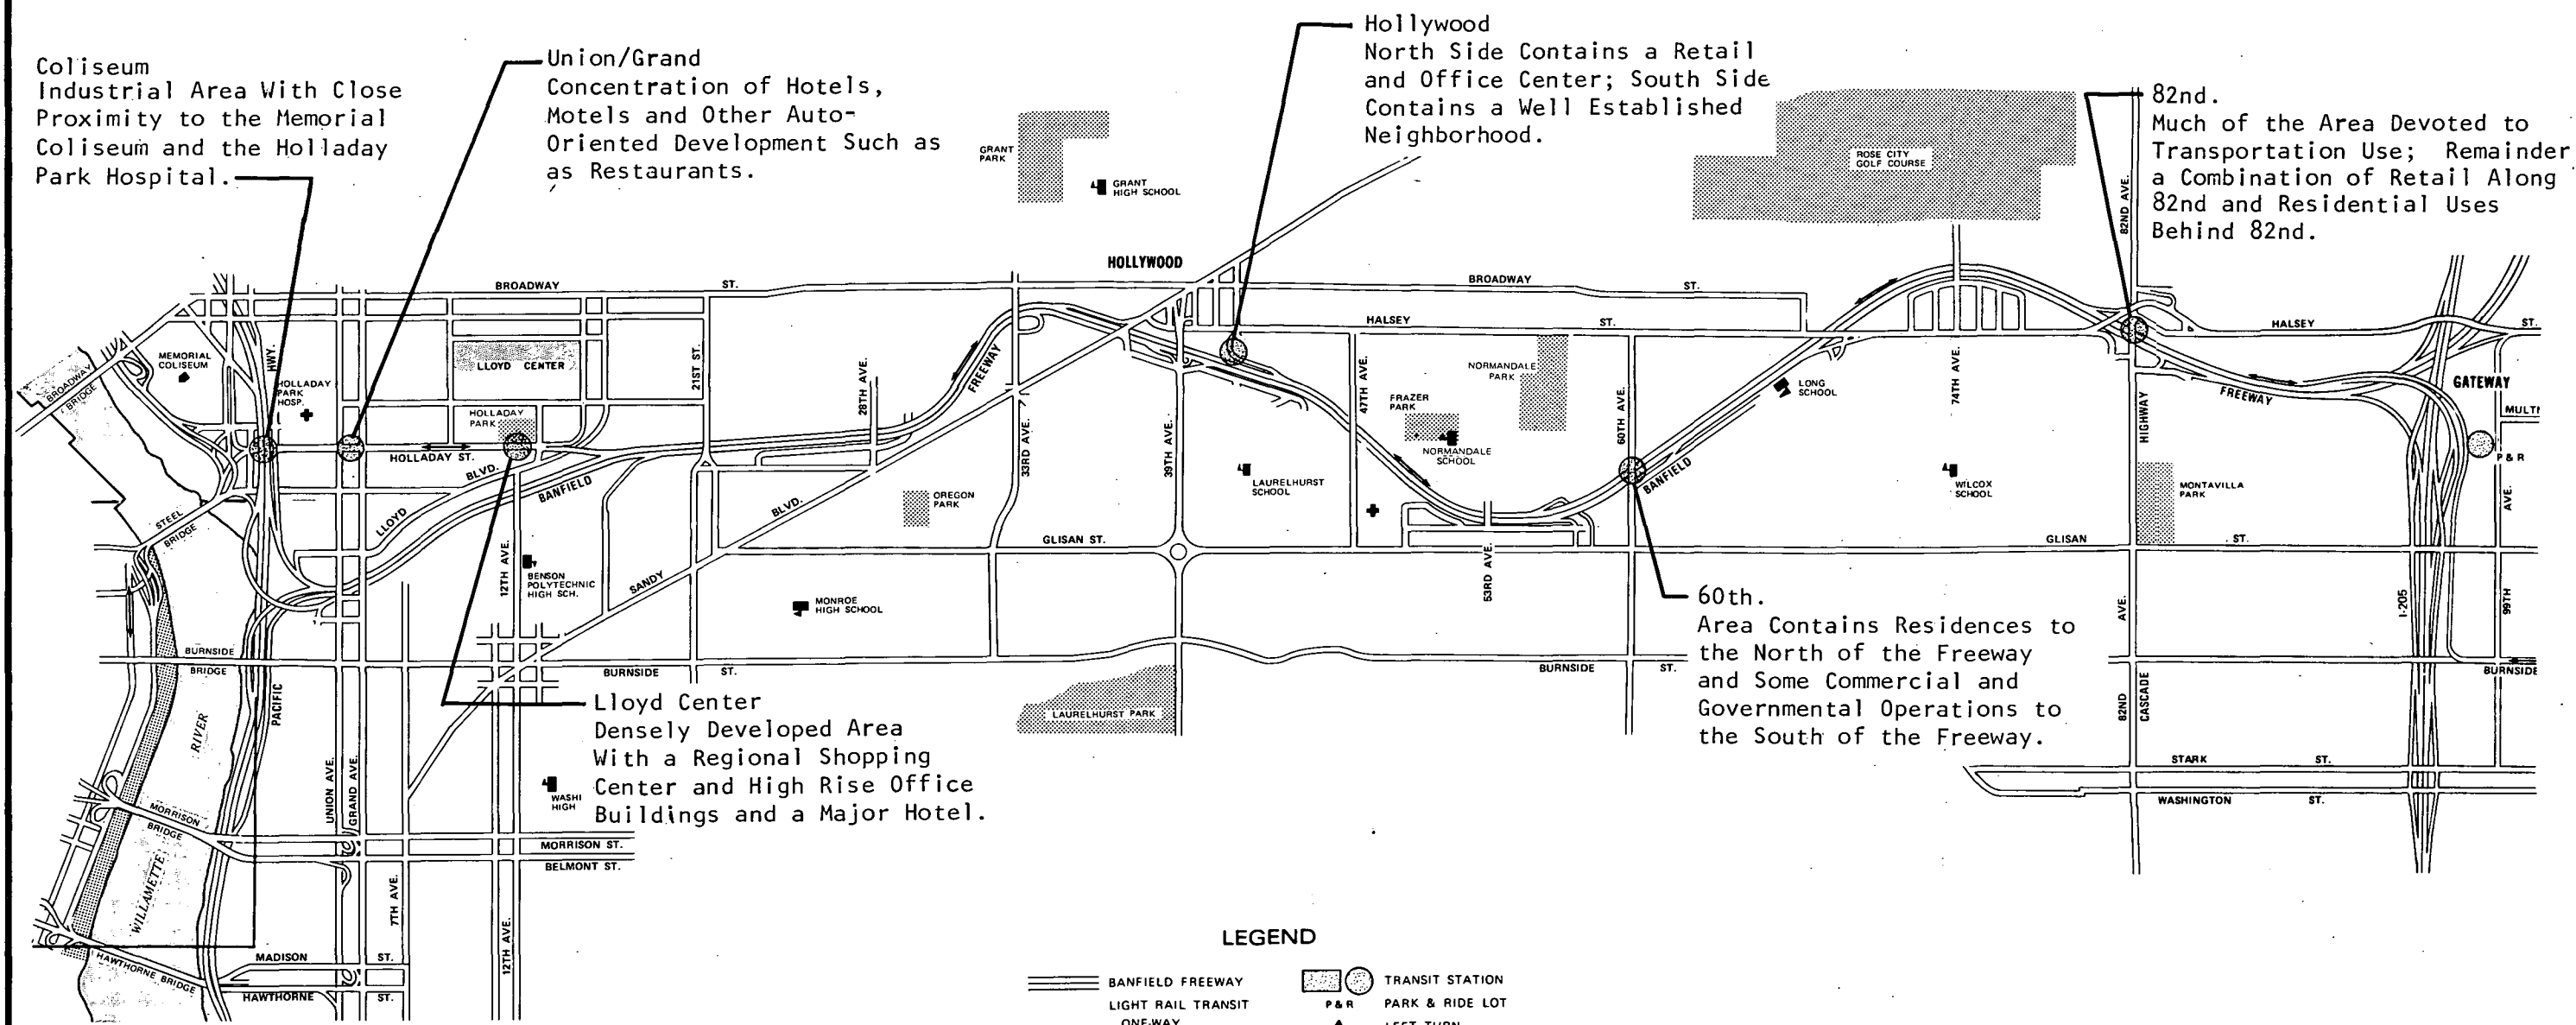 Coliseum
Industrial Area With Close
Proximity to the Memorial
Coliseum and the Holladay
Park Hospital.
Union/Grand
Concentration of Hotels,
Motels and Other Auto-
Oriented Development Such as
as Restaurants.
Hollywood
North Side Contains a Retail
and Office Center; South Side
Contains a Well Established
Neighborhood.
82nd.
Much of the Area Devoted to
Transportation Use; Remainder
a Combination of Retail Along
82nd and Residential Uses
Behind 82nd.
GRANT
PARK
GRANT
HIGH SCHOOL
ROSE CITY
GOLF COURSE
82ND AVE.
HOLLYWOOD
BROADWAY
ST.
BROADWAY
ST.
HALSEY
ST.
HALSEY
ST.
MEMORIAL
COLISEUM
HWY.
HOLLADAY
PARK
HOSP.
LLOYD CENTER
21ST ST.
28TH AVE.
FREEWAY
33RD AVE.
39TH AVE.
47TH AVE.
NORMANDALE
PARK
FRAZER
PARK
NORMANDALE
SCHOOL
60TH AVE.
LONG
SCHOOL
74TH AVE.
HIGHWAY
FREEWAY
GATEWAY
MULTI
P & R
BROADWAY
BRIDGE
HOLLADAY
PARK
HOLLADAY ST.
LLOYD
BLVD.
BANFIELD
BANFIELD
STEEL
BRIDGE
OREGON
PARK
LAURELHURST
SCHOOL
WILCOX
SCHOOL
MONTAVILLA
PARK
AVE.
GLISAN ST.
GLISAN
ST.
12TH AVE.
BENSON
POLYTECHNIC
HIGH SCH.
SANDY
BLVD.
MONROE
HIGH SCHOOL
53RD AVE.
AVE.
I-205
99TH
60th.
Area Contains Residences to
the North of the Freeway
and Some Commercial and
Governmental Operations to
the South of the Freeway.
BURNSIDE
BRIDGE
BURNSIDE
ST.
BURNSIDE
ST.
BURNSIDE
PACIFIC
RIVER
WILLAMETTE
LAURELHURST PARK
82ND
CASCADE
Lloyd Center
Densely Developed Area
With a Regional Shopping
Center and High Rise Office
Buildings and a Major Hotel.
UNION AVE.
GRAND AVE.
WASHI
HIGH
STARK
ST.
WASHINGTON
ST.
MORRISON
BRIDGE
MORRISON ST.
BELMONT ST.
7TH AVE.
12TH AVE.
HAWTHORNE BRIDGE
MADISON
ST.
HAWTHORNE
ST.
LEGEND
BANFIELD FREEWAY
LIGHT RAIL TRANSIT
ONE-WAY
TRANSIT STATION
P & R PARK & RIDE LOT
LEFT TURN